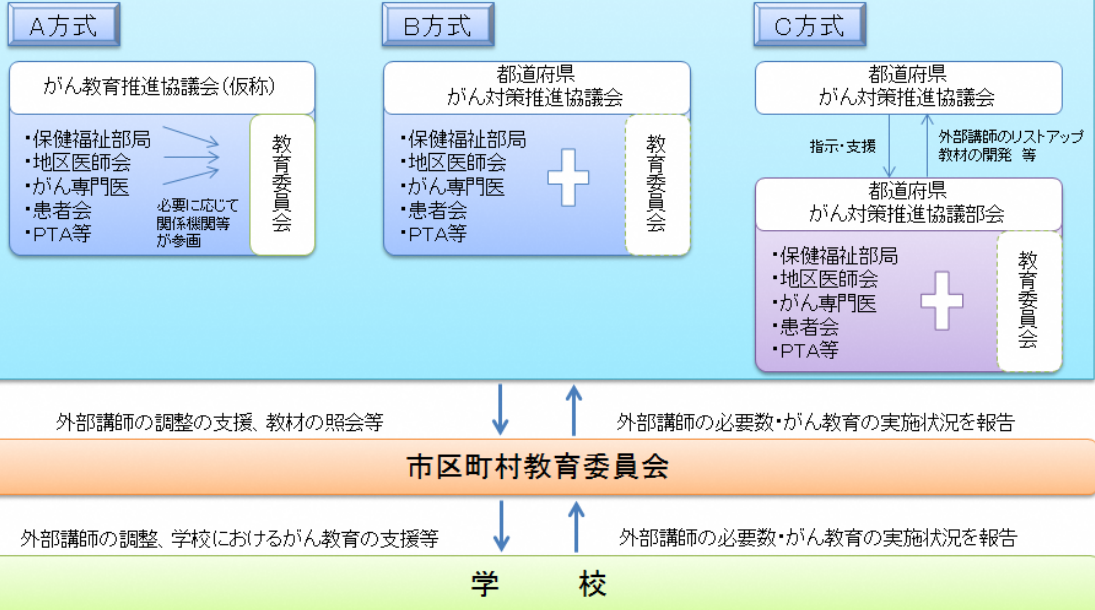 A方式
がん教育推進協議会(仮称)
・保健福祉部局
・地区医師会
・がん専門医
・患者会
・PTA等
必要に応じて
関係機関等
が参画
教育委員会
B方式
都道府県
がん対策推進協議会
・保健福祉部局
・地区医師会
・がん専門医
・患者会
・PTA等
教育委員会
C方式
都道府県
がん対策推進協議会
指示・支援
外部講師のリストアップ
教材の開発 等
都道府県
がん対策推進協議部会
・保健福祉部局
・地区医師会
・がん専門医
・患者会
・PTA等
教育委員会
外部講師の調整の支援、教材の照会等
外部講師の必要数・がん教育の実施状況を報告
市区町村教育委員会
外部講師の調整、学校におけるがん教育の支援等
外部講師の必要数・がん教育の実施状況を報告
学 校